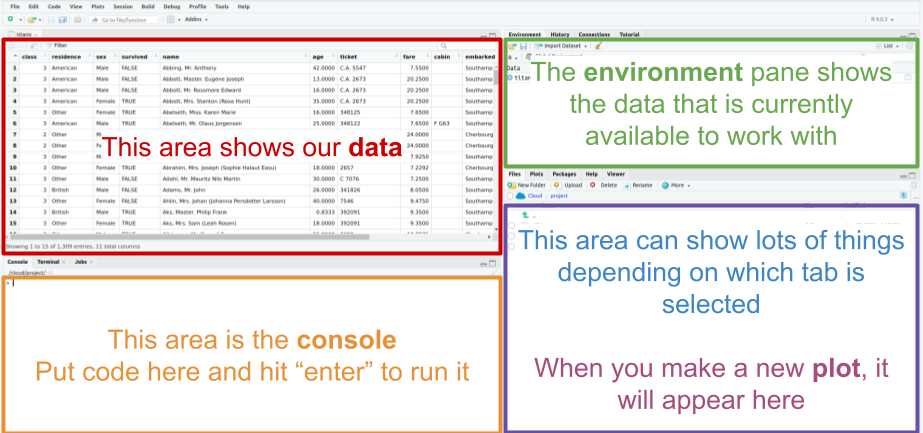 File Edit Code View Plots Session Build Debug Profile Tools Help
Go to file/function Addins R 4.0.3
titanic
Filter
class residence sex survived name age ticket fare cabin embarked
1 3 American Male FALSE Abbing, Mr. Anthony 42.0000 C.A. 5547 7.5500 Southamp
2 3 American Male FALSE Abbott, Master. Eugene Joseph 13.0000 C.A. 2673 20.2500 Southamp
3 3 American Male FALSE Abbott, Mr. Rossmore Edward 16.0000 C.A. 2673 20.2500 Southamp
4 3 American Female TRUE Abbott, Mrs. Stanton (Rosa Hunt) 35.0000 C.A. 2673 20.2500 Southamp
5 3 Other Female TRUE Abelseth, Miss. Karen Marie 16.0000 348125 7.6500 Southamp
6 3 American Male TRUE Abelseth, Mr. Olaus Jorgensen 25.0000 348122 7.6500 F G63 Southamp
7 2 Other 24.0000 Cherbourg
8 2 Other 24.0000 Cherbourg
9 3 Other 7.9250 Southamp
This area shows our data
10 3 Other Female TRUE Abrahim, Mrs. Joseph (Sophie Halaut Easu) 18.0000 2657 7.2292 Cherbourg
11 3 Other Male FALSE Adahl, Mr. Mauritz Nils Martin 30.0000 C 7076 7.2500 Southamp
12 2 British Male FALSE Adams, Mr. John 26.0000 341826 8.0500 Southamp
13 3 Other Female FALSE Ahlin, Mrs. Johan (Johanna Persdotter Larsson) 40.0000 7546 9.4750 Southamp
14 3 British Male TRUE Aks, Master. Philip Frank 0.8333 392091 9.3500 Southamp
15 3 Other Female TRUE Aks, Mrs. Sam (Leah Rosen) 18.0000 392091 9.3500 Southamp
Showing 1 to 15 of 1,309 entries, 11 total columns
Console Terminal Jobs
/cloud/project/
>
This area is the console
Put code here and hit “enter” to run it
Environment History Connections Tutorial
Import Dataset List
R
Data
titan
The environment pane shows
the data that is currently
available to work with
Files Plots Packages Help Viewer
New Folder Upload Delete Rename More
Cloud project
..
This area can show lots of things
depending on which tab is
selected
When you make a new plot, it
will appear here